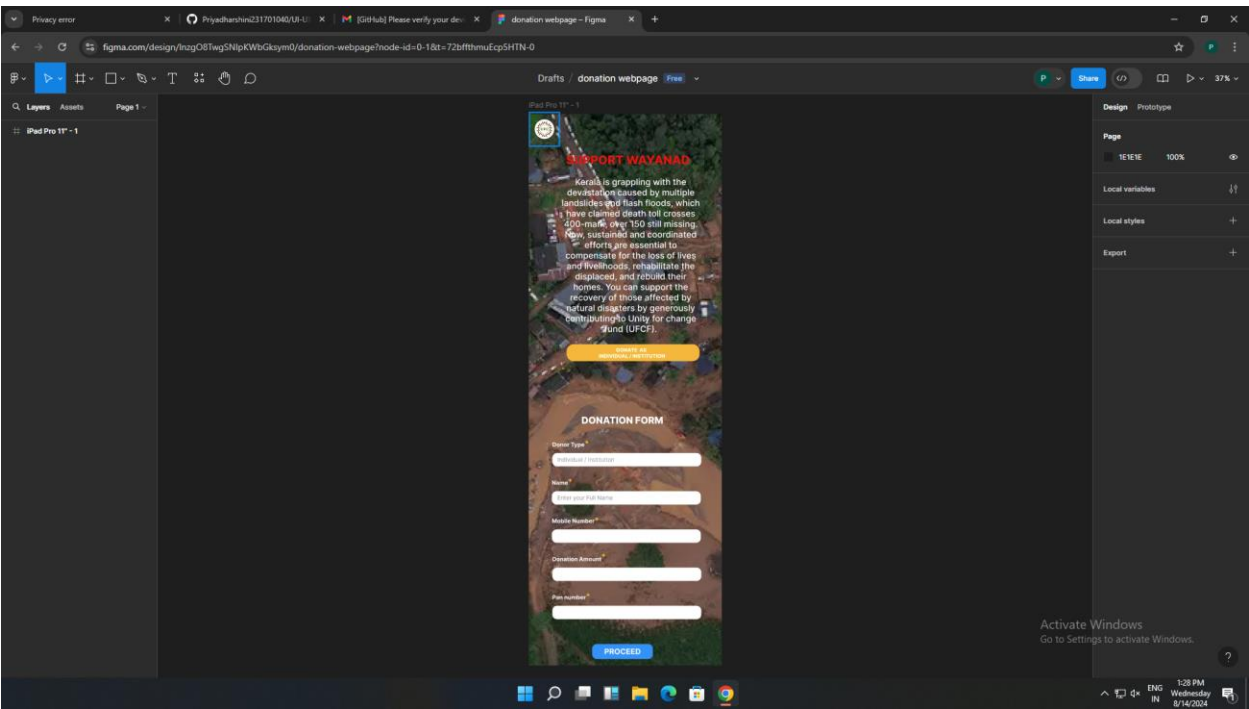 Privacy error
Priyadharshini231701040/UI-U
[GitHub] Please verify your dev
donation webpage – Figma
figma.com/design/InzgO8TwgSNlpKWbGksym0/donation-webpage?node-id=0-1&t=72bffthmuEcp5HTN-0
P
Drafts / donation webpage Free
P
Share
37%
Layers Assets Page 1
iPad Pro 11" - 1
iPad Pro 11" - 1
SUPPORT WAYANAD
Kerala is grappling with the
devastation caused by multiple
landslides and flash floods, which
have claimed death toll crosses
400-mark, over 150 still missing.
Now, sustained and coordinated
efforts are essential to
compensate for the loss of lives
and livelihoods, rehabilitate the
displaced, and rebuild their
homes. You can support the
recovery of those affected by
natural disasters by generously
contributing to Unity for change
fund (UFCF).
DONATE AS
INDIVIDUAL/INSTITUTION
DONATION FORM
Donor Type*
Individual / Institution
Name*
Enter your Full Name
Mobile Number*
Donation Amount*
Pan number*
PROCEED
Design Prototype
Page
1E1E1E 100%
Local variables
Local styles
Export
Activate Windows
Go to Settings to activate Windows.
?
ENG
IN
1:28 PM
Wednesday
8/14/2024